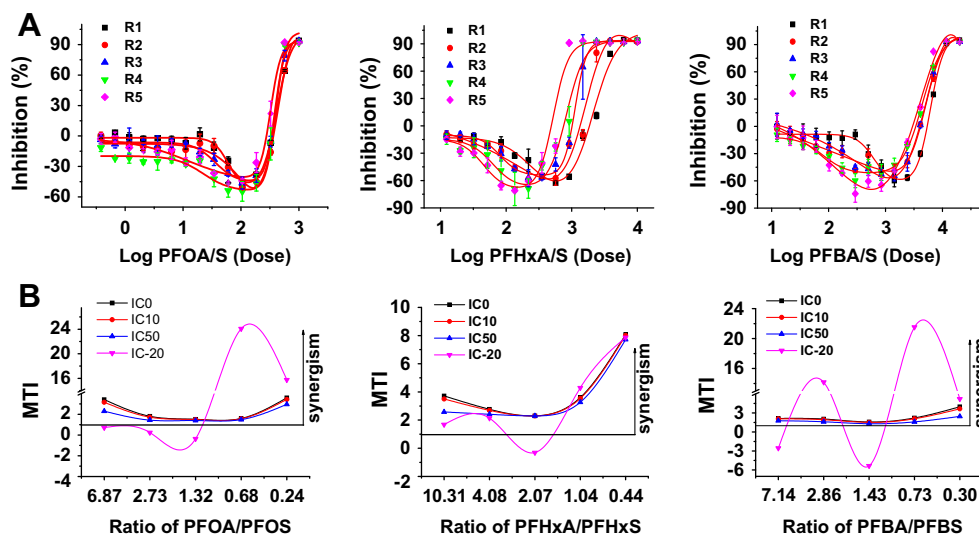 A
Inhibition (%)
90
60
30
0
-30
-60
R1
R2
R3
R4
R5
0
1
2
3
Log PFOA/S (Dose)
Inhibition (%)
90
60
30
0
-30
-60
-90
R1
R2
R3
R4
R5
1
2
3
4
Log PFHxA/S (Dose)
Inhibition (%)
90
60
30
0
-30
-60
-90
R1
R2
R3
R4
R5
1
2
3
4
Log PFBA/S (Dose)
B
MTI
28
24
20
16
2
0
-2
-4
IC0
IC10
IC50
IC-20
synergism
6.87
2.73
1.32
0.68
0.24
Ratio of PFOA/PFOS
MTI
10
8
6
4
2
0
-2
IC0
IC10
IC50
IC-20
synergism
10.31
4.08
2.07
1.04
0.44
Ratio of PFHxA/PFHxS
MTI
24
20
16
12
3
0
-3
-6
IC0
IC10
IC50
IC-20
synergism
7.14
2.86
1.43
0.73
0.30
Ratio of PFBA/PFBS